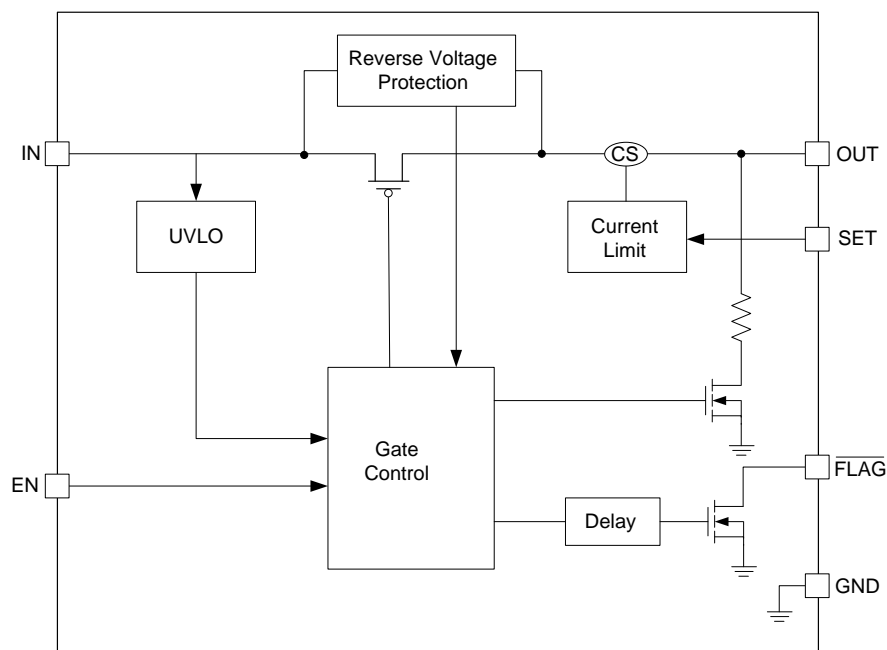 Reverse Voltage
Protection
IN
CS
OUT
UVLO
Current
Limit
SET
Gate
Control
EN
FLAG
Delay
GND